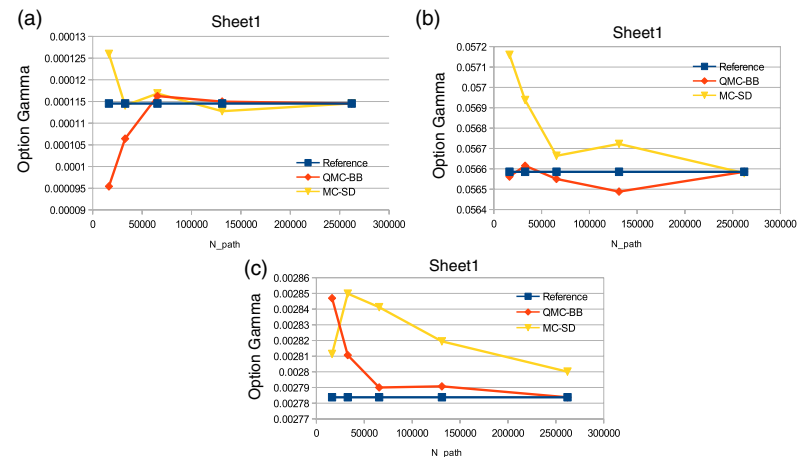 (a)
Sheet1
Option Gamma
0.00013
0.000125
0.00012
0.000115
0.00011
0.000105
0.0001
0.000095
0.00009
Reference
QMC-BB
MC-SD
0 50000 100000 150000 200000 250000 300000
N_path
(b)
Sheet1
Option Gamma
0.0572
0.0571
0.057
0.0569
0.0568
0.0567
0.0566
0.0565
0.0564
Reference
QMC-BB
MC-SD
0 50000 100000 150000 200000 250000 300000
N_path
(c)
Sheet1
Option Gamma
0.00286
0.00285
0.00284
0.00283
0.00282
0.00281
0.0028
0.00279
0.00278
0.00277
Reference
QMC-BB
MC-SD
0 50000 100000 150000 200000 250000 300000
N_path